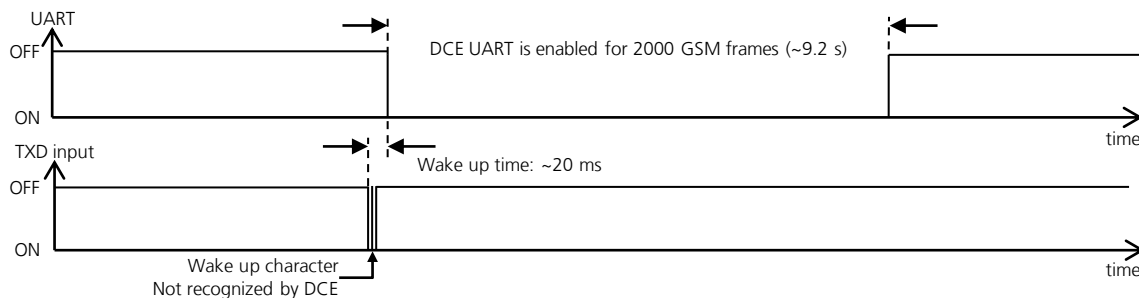 UART
OFF
DCE UART is enabled for 2000 GSM frames (~9.2 s)
ON
time
TXD input
Wake up time: ~20 ms
OFF
ON
Wake up character
time
Not recognized by DCE